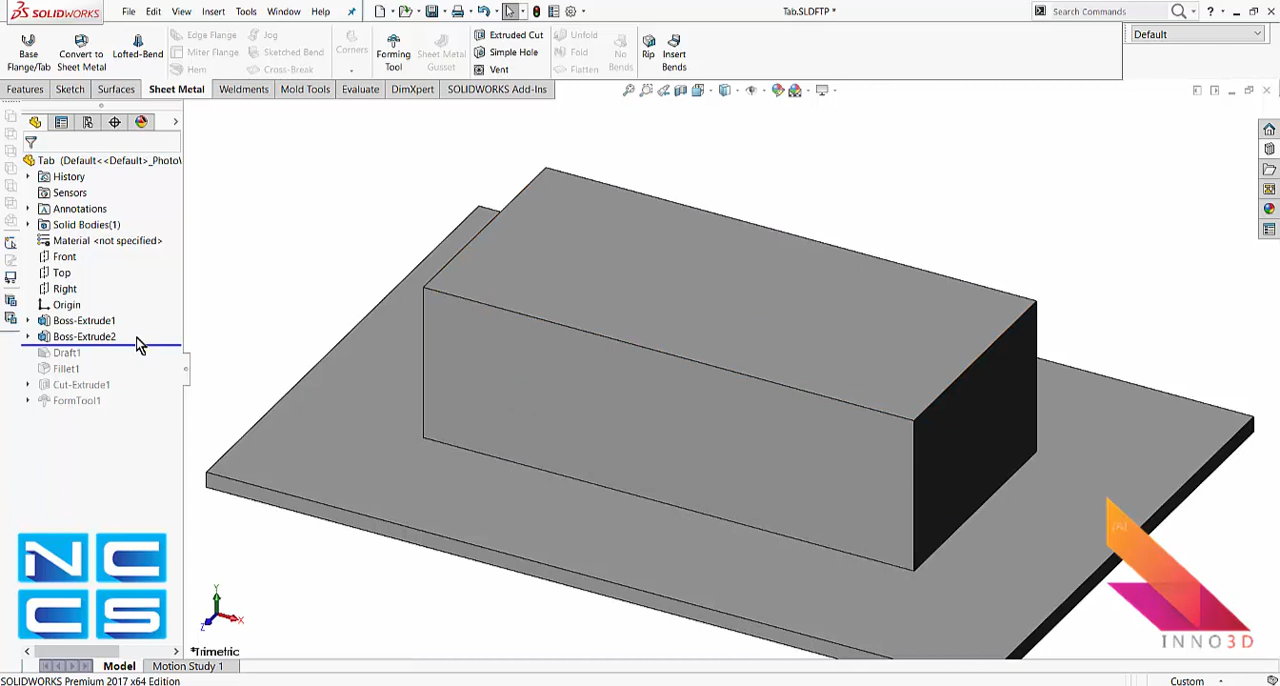 SOLIDWORKS File Edit View Insert Tools Window Help Tab.SLDFTP * Search Commands ?
Base Flange/Tab
Convert to Sheet Metal
Lofted-Bend
Edge Flange
Miter Flange
Hem
Jog
Sketched Bend
Cross-Break
Corners
Forming Tool
Sheet Metal Gusset
Extruded Cut
Simple Hole
Vent
Unfold
Fold
Flatten
No Bends
Rip
Insert Bends
Default
Features Sketch Surfaces Sheet Metal Weldments Mold Tools Evaluate DimXpert SOLIDWORKS Add-Ins
Tab (Default<<Default>_Photo
History
Sensors
Annotations
Solid Bodies(1)
Material <not specified>
Front
Top
Right
Origin
Boss-Extrude1
Boss-Extrude2
Draft1
Fillet1
Cut-Extrude1
FormTool1
NCCS
Y
X
Z
*Trimetric
INNO3D
Model Motion Study 1
SOLIDWORKS Premium 2017 x64 Edition Custom